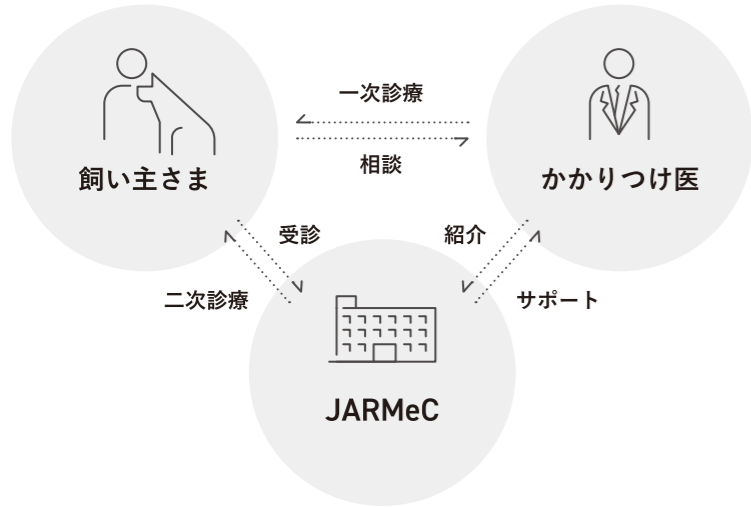 一次診療
相談
飼い主さま
かかりつけ医
受診
紹介
二次診療
サポート
JARMeC